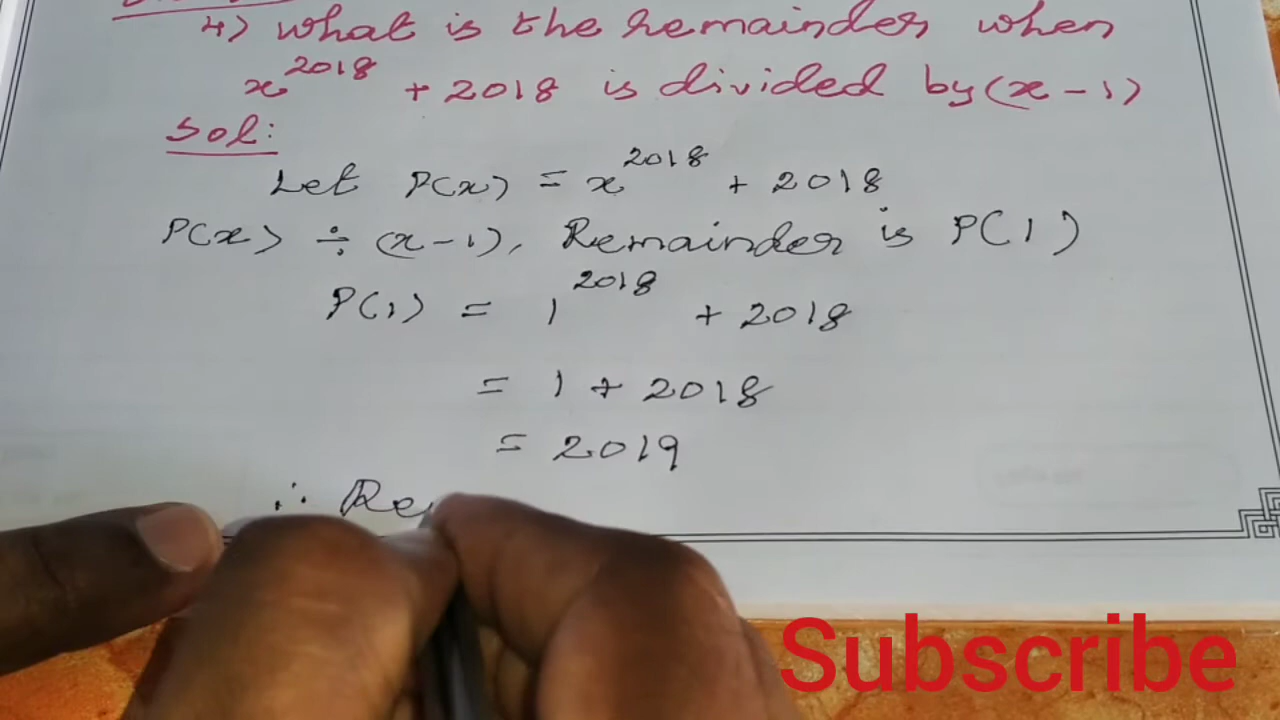 4) What is the remainder when
x^2018 + 2018 is divided by (x - 1)
Sol:
Let P(x) = x^2018 + 2018
P(x) ÷ (x-1), Remainder is P(1)
P(1) = 1^2018 + 2018
= 1 + 2018
= 2019
∴ Re
Subscribe